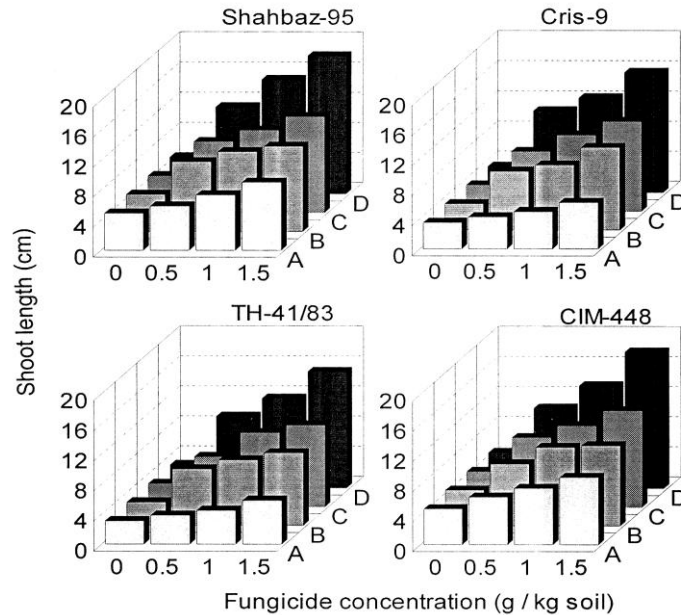 Shahbaz-95
Cris-9
20
16
12
8
4
0
0 0.5 1 1.5
A
B
C
D
20
16
12
8
4
0
0 0.5 1 1.5
A
B
C
D
Shoot length (cm)
TH-41/83
CIM-448
20
16
12
8
4
0
0 0.5 1 1.5
A
B
C
D
20
16
12
8
4
0
0 0.5 1 1.5
A
B
C
D
Fungicide concentration (g / kg soil)